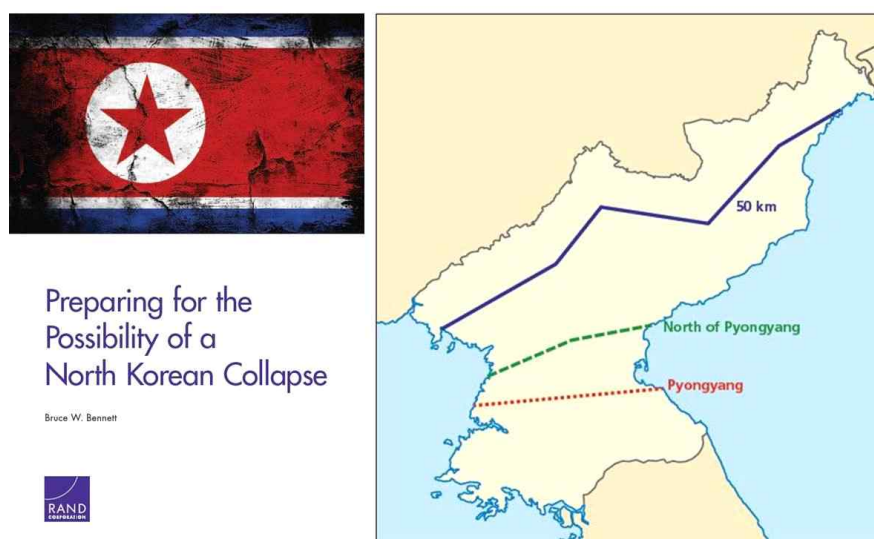 Preparing for the
Possibility of a
North Korean Collapse
Bruce W. Bennett
RAND
CORPORATION
50 km
North of Pyongyang
Pyongyang